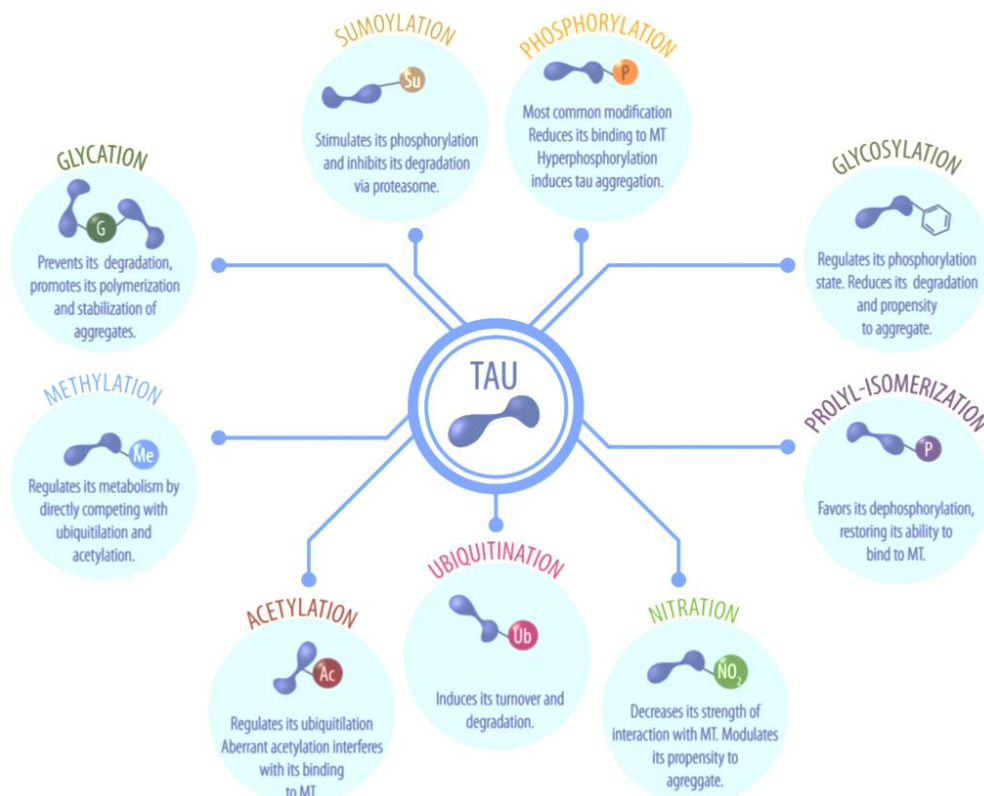 SUMOYLATION
Su
Stimulates its phosphorylation
and inhibits its degradation
via proteasome.
PHOSPHORYLATION
P
Most common modification
Reduces its binding to MT
Hyperphosphorylation
induces tau aggregation.
GLYCATION
G
Prevents its degradation,
promotes its polymerization
and stabilization of
aggregates.
GLYCOSYLATION
Regulates its phosphorylation
state. Reduces its degradation
and propensity
to aggregate.
TAU
METHYLATION
Me
Regulates its metabolism by
directly competing with
ubiquitilation and
acetylation.
PROLYL-ISOMERIZATION
P
Favors its dephosphorylation,
restoring its ability to
bind to MT.
ACETYLATION
Ac
Regulates its ubiquitilation
Aberrant acetylation interferes
with its binding
to MT.
UBIQUITINATION
Ub
Induces its turnover and
degradation.
NITRATION
NO₂
Decreases its strength of
interaction with MT. Modulates
its propensity to
agreggate.